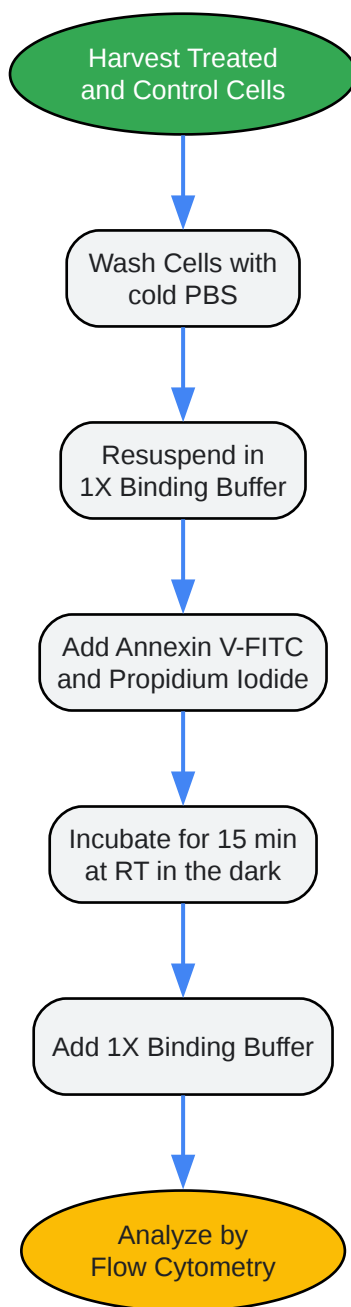 Harvest Treated
and Control Cells
Wash Cells with
cold PBS
Resuspend in
1X Binding Buffer
Add Annexin V-FITC
and Propidium Iodide
Incubate for 15 min
at RT in the dark
Add 1X Binding Buffer
Analyze by
Flow Cytometry